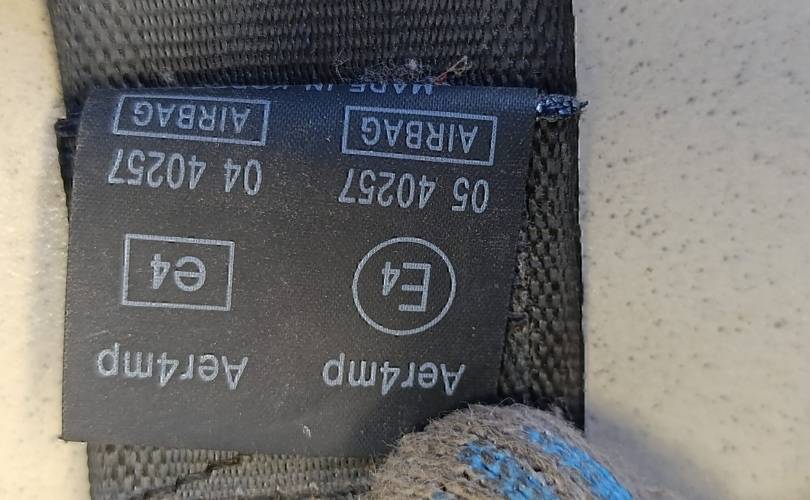 Aer4mp Aer4mp
E4 e4
05 40257 04 40257
AIRBAG AIRBAG
MADE IN